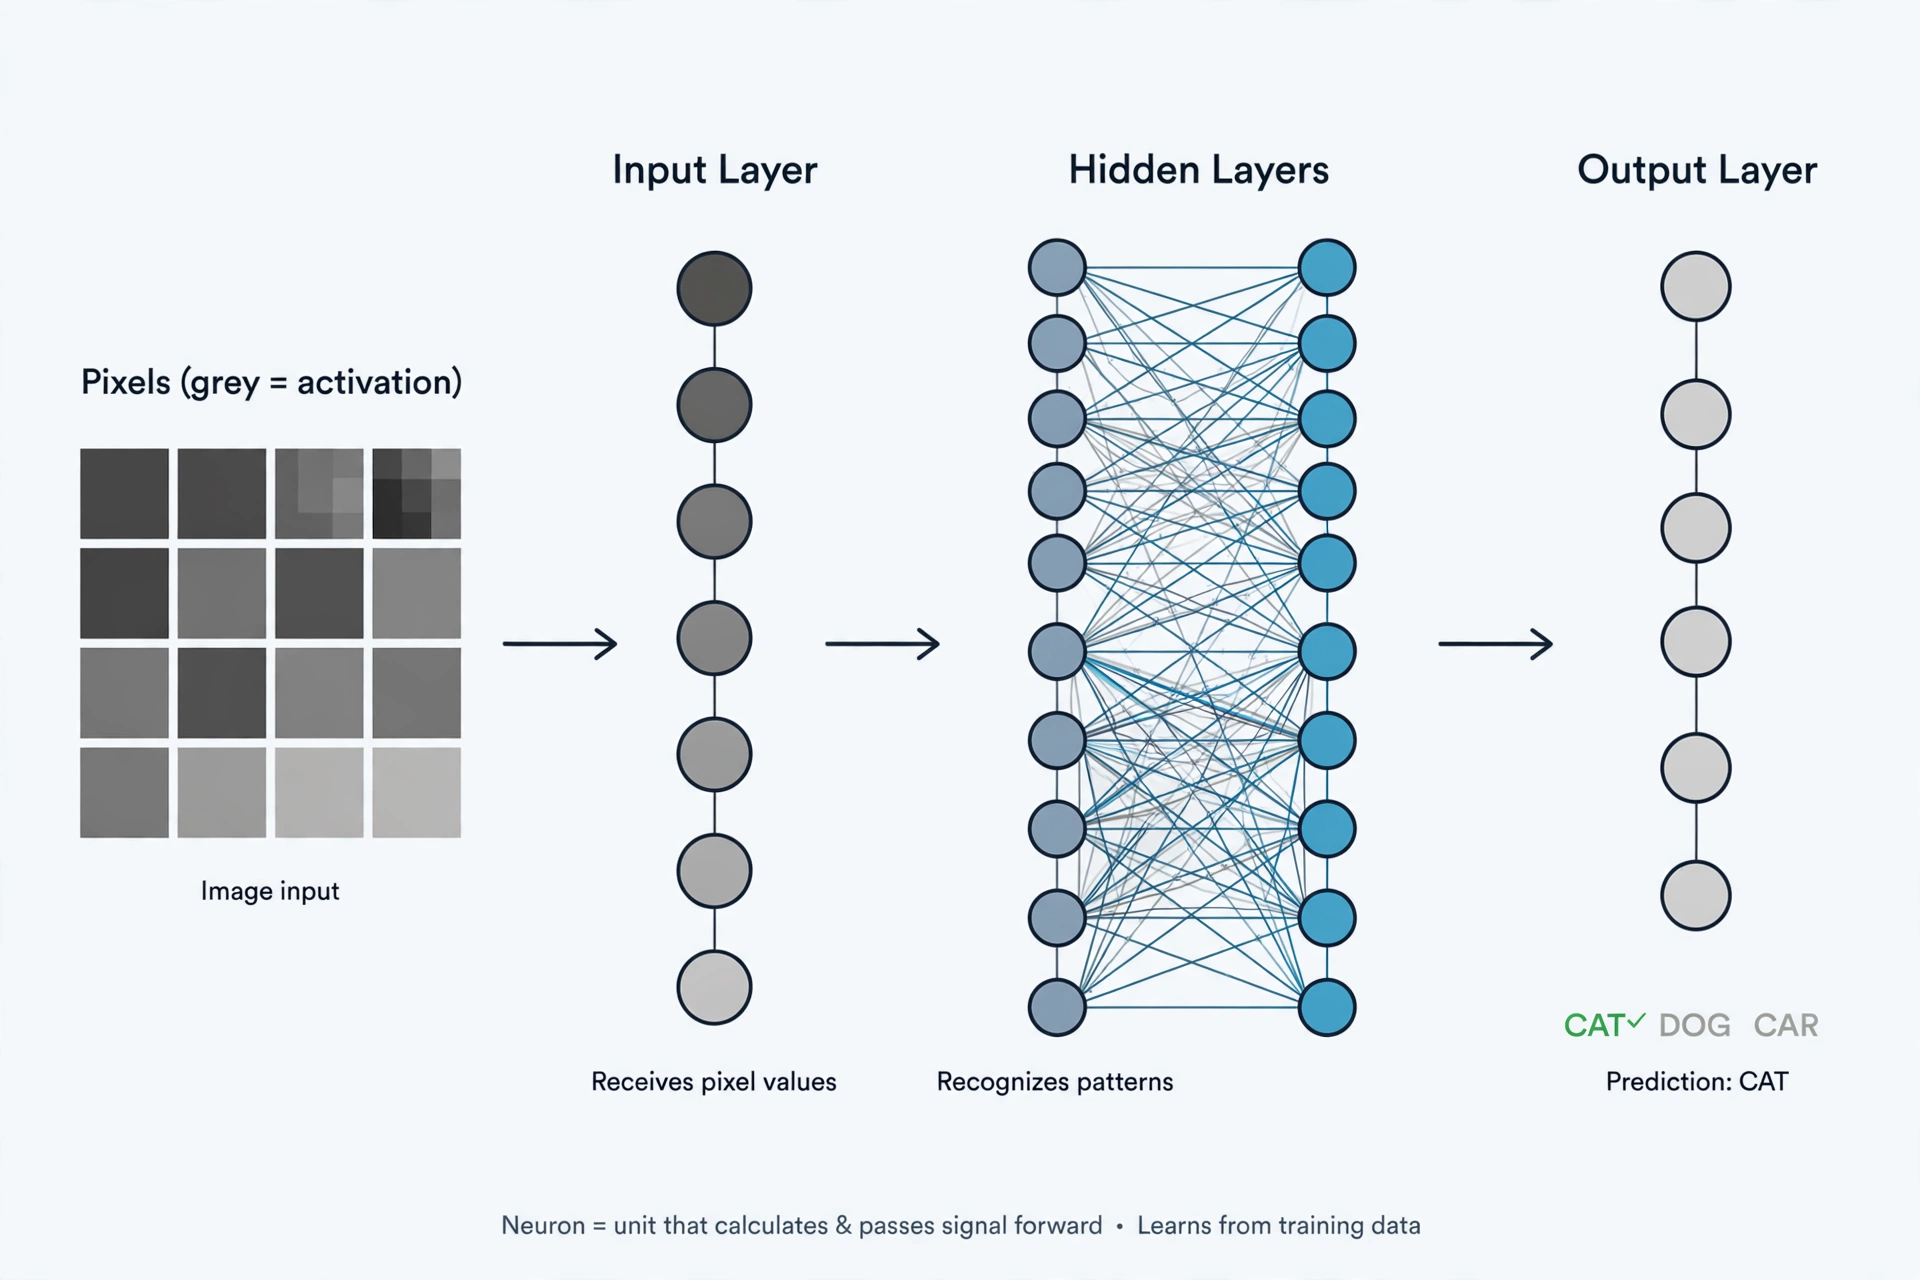 Input Layer
Hidden Layers
Output Layer
Pixels (grey = activation)
Image input
CAT✓ DOG CAR
Receives pixel values
Recognizes patterns
Prediction: CAT
Neuron = unit that calculates & passes signal forward • Learns from training data